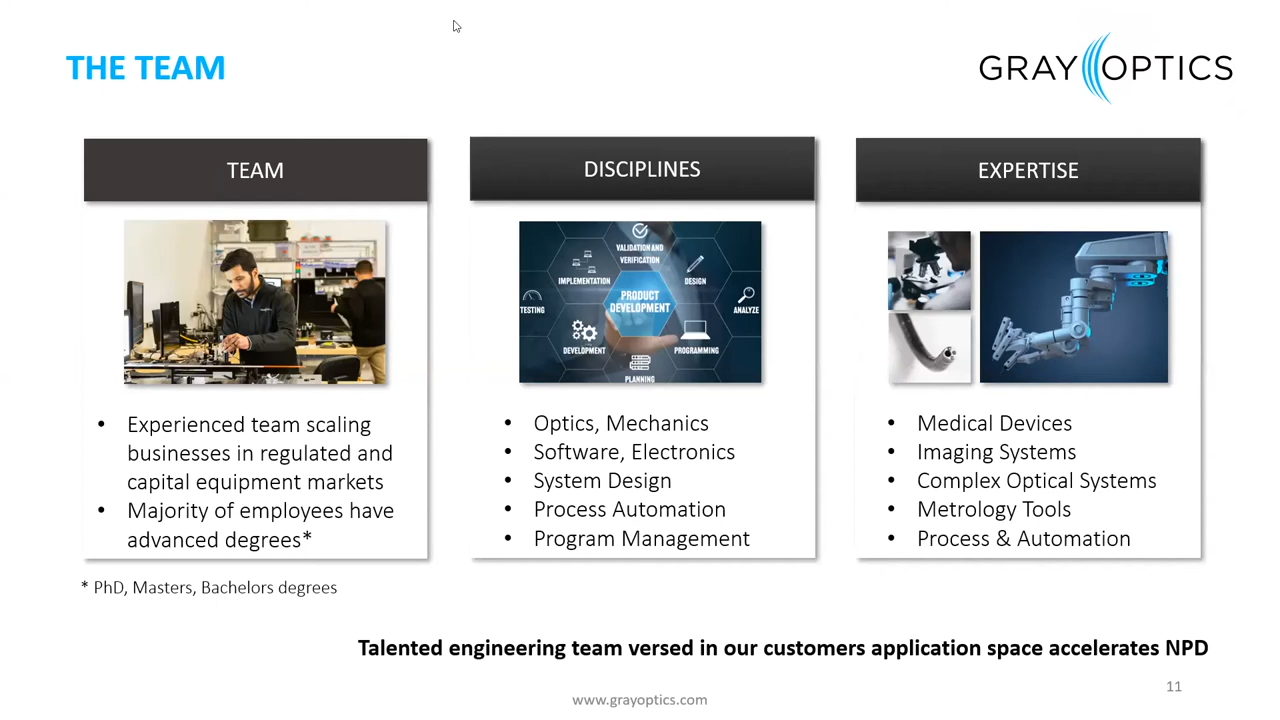 THE TEAM
GRAY OPTICS
TEAM
• Experienced team scaling
businesses in regulated and
capital equipment markets
• Majority of employees have
advanced degrees*
DISCIPLINES
VALIDATION AND
VERIFICATION
IMPLEMENTATION
DESIGN
PRODUCT
DEVELOPMENT
TESTING
ANALYZE
DEVELOPMENT
PROGRAMMING
PLANNING
• Optics, Mechanics
• Software, Electronics
• System Design
• Process Automation
• Program Management
EXPERTISE
• Medical Devices
• Imaging Systems
• Complex Optical Systems
• Metrology Tools
• Process & Automation
* PhD, Masters, Bachelors degrees
Talented engineering team versed in our customers application space accelerates NPD
11
www.grayoptics.com